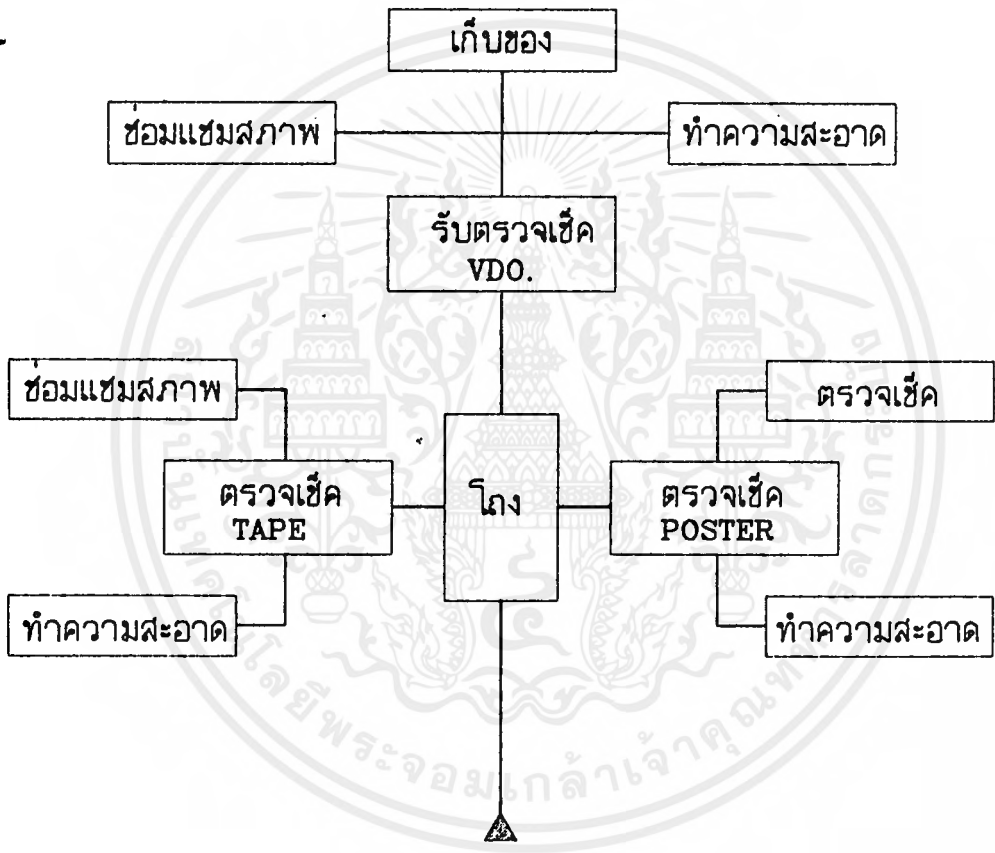 เก็บของ
ซ่อมแซมสภาพ
ทำความสะอาด
รับตรวจเช็ค
VDO.
ซ่อมแซมสภาพ
ตรวจเช็ค
ตรวจเช็ค
TAPE
โถง
ตรวจเช็ค
POSTER
ทำความสะอาด
ทำความสะอาด